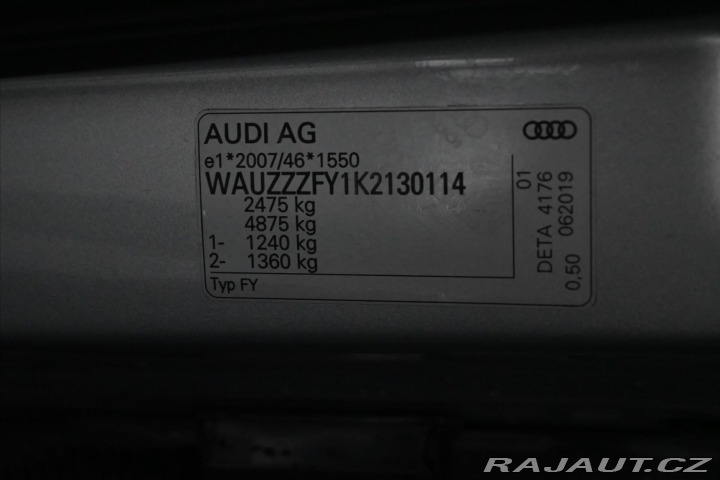 AUDI AG
e1*2007/46*1550
WAUZZZFY1K2130114
2475 kg
4875 kg
1- 1240 kg
2- 1360 kg
Typ FY
01
DETA 4176
0,50 062019
RAJAUT.CZ